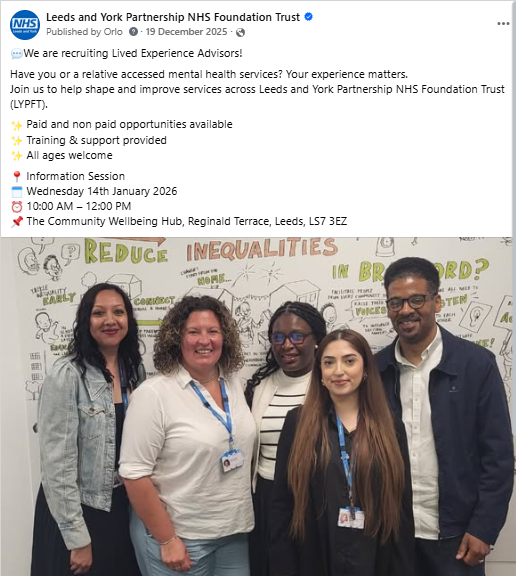 NHS
Leeds and York Partnership NHS Foundation Trust
Published by Orlo · 19 December 2025 ·
We are recruiting Lived Experience Advisors!
Have you or a relative accessed mental health services? Your experience matters.
Join us to help shape and improve services across Leeds and York Partnership NHS Foundation Trust
(LYPFT).
✨ Paid and non paid opportunities available
✨ Training & support provided
✨ All ages welcome
📍 Information Session
🗓️ Wednesday 14th January 2026
⏰ 10:00 AM – 12:00 PM
📌 The Community Wellbeing Hub, Reginald Terrace, Leeds, LS7 3EZ
REDUCE INEQUALITIES
IN BRADFORD?
HOME...
EARLY
CONNECT
VOICES
LISTEN